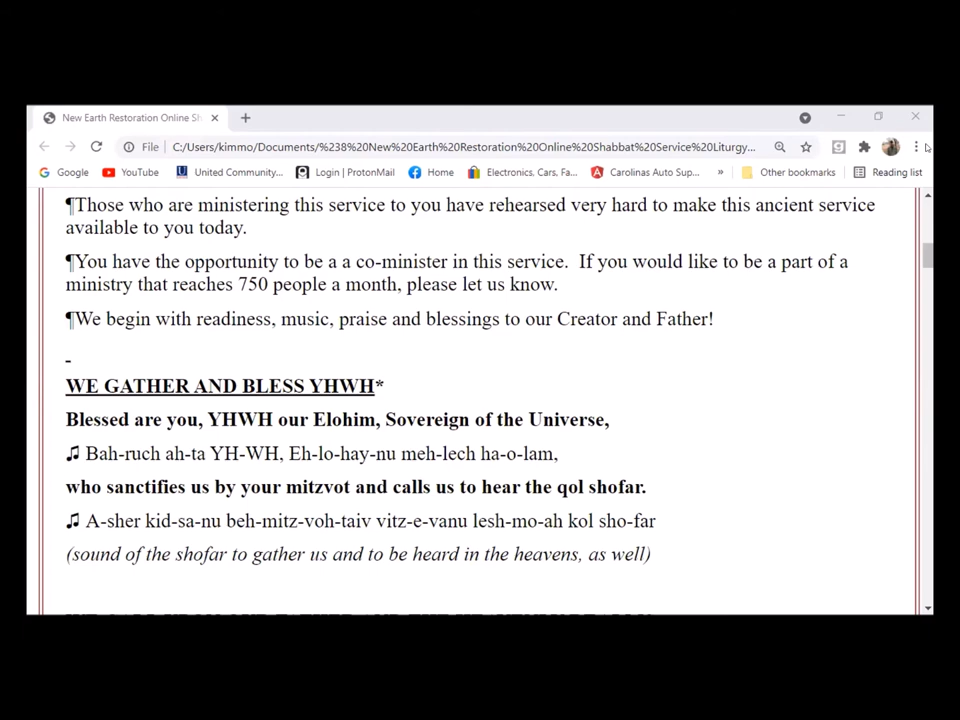 New Earth Restoration Online Sh
File C:/Users/kimmo/Documents/%238%20New%20Earth%20Restoration%20Online%20Shabbat%20Service%20Liturgy...
Google YouTube United Community... Login | ProtonMail Home Electronics, Cars, Fa... Carolinas Auto Sup... » Other bookmarks Reading list
¶Those who are ministering this service to you have rehearsed very hard to make this ancient service
available to you today.
¶You have the opportunity to be a a co-minister in this service.  If you would like to be a part of a
ministry that reaches 750 people a month, please let us know.
¶We begin with readiness, music, praise and blessings to our Creator and Father!
-
WE GATHER AND BLESS YHWH*
Blessed are you, YHWH our Elohim, Sovereign of the Universe,
♫ Bah-ruch ah-ta YH-WH, Eh-lo-hay-nu meh-lech ha-o-lam,
who sanctifies us by your mitzvot and calls us to hear the qol shofar.
♫ A-sher kid-sa-nu beh-mitz-voh-taiv vitz-e-vanu lesh-mo-ah kol sho-far
(sound of the shofar to gather us and to be heard in the heavens, as well)